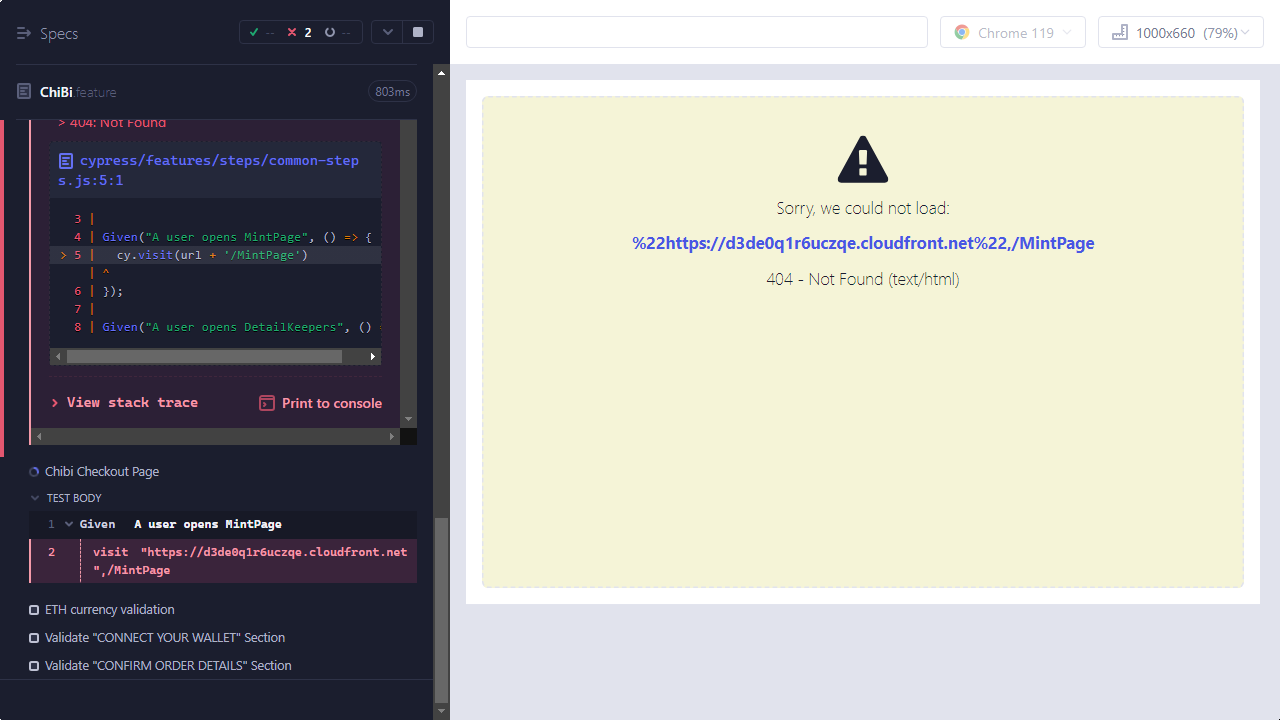 Specs
-- 2 --
Chrome 119
1000x660 (79%)
ChiBi.feature
803ms
> 404: Not Found
cypress/features/steps/common-step
s.js:5:1
3 |
4 | Given("A user opens MintPage", () => {
> 5 |   cy.visit(url + '/MintPage')
| ^
6 | });
7 |
8 | Given("A user opens DetailKeepers", () =
View stack trace
Print to console
Chibi Checkout Page
TEST BODY
1 Given A user opens MintPage
2 visit "https://d3de0q1r6uczqe.cloudfront.net
",/MintPage
ETH currency validation
Validate "CONNECT YOUR WALLET" Section
Validate "CONFIRM ORDER DETAILS" Section
Sorry, we could not load:
%22https://d3de0q1r6uczqe.cloudfront.net%22,/MintPage
404 - Not Found (text/html)